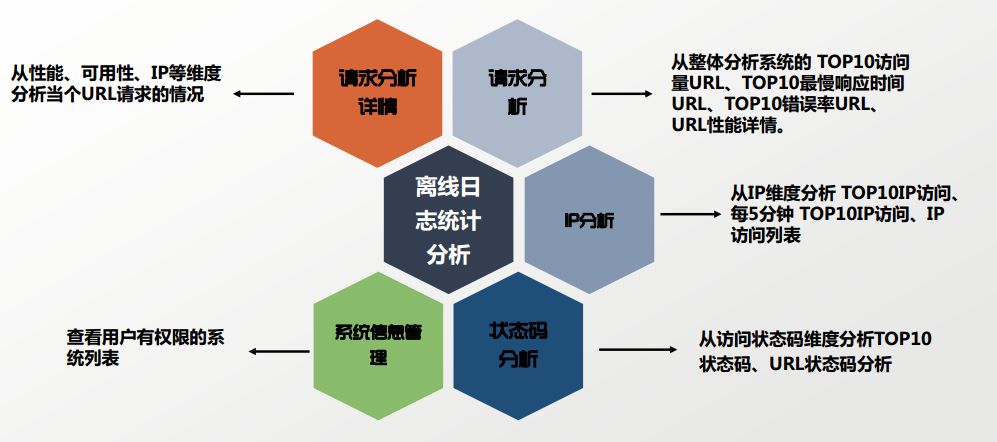 从性能、可用性、IP等维度
分析当个URL请求的情况
请求分析
详情
请求分
析
从整体分析系统的 TOP10访问
量URL、TOP10最慢响应时间
URL、TOP10错误率URL、
URL性能详情。
离线日
志统计
分析
IP分析
从IP维度分析 TOP10IP访问、
每5分钟 TOP10IP访问、IP
访问列表
查看用户有权限的系
统列表
系统信息管
理
状态码
分析
从访问状态码维度分析TOP10
状态码、URL状态码分析